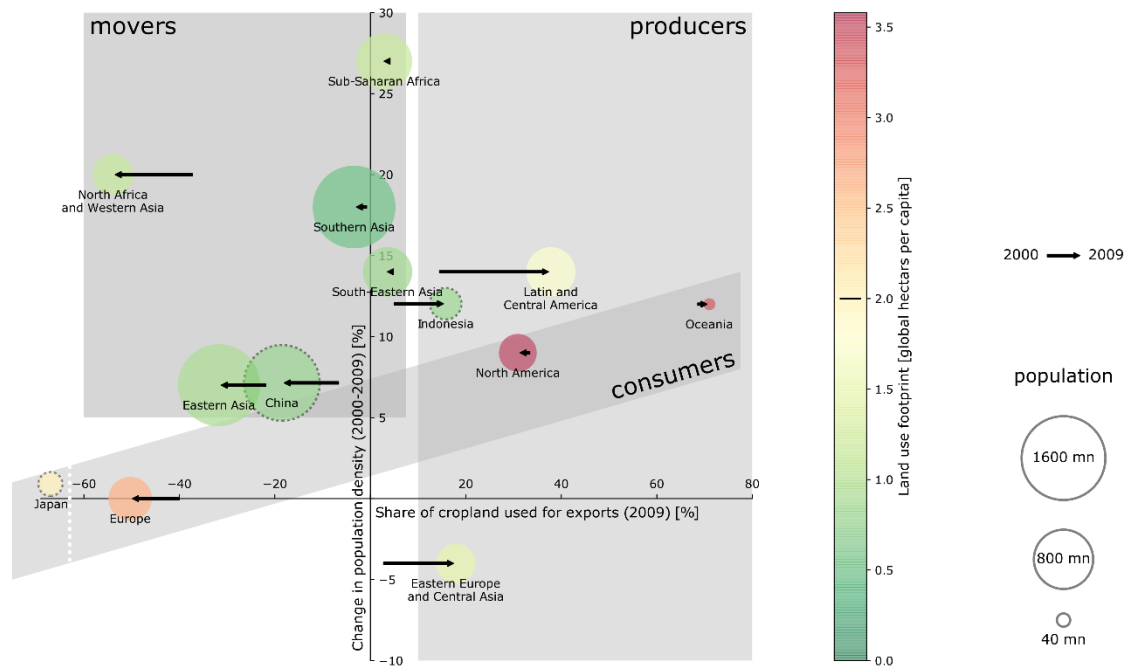 movers
producers
consumers
30
25
20
15
10
5
−5
−10
−60
−40
−20
20
40
60
80
Sub-Saharan Africa
North Africa
and Western Asia
Southern Asia
South-Eastern Asia
Latin and
Central America
Indonesia
Oceania
North America
Eastern Asia
China
Japan
Europe
Eastern Europe
and Central Asia
Share of cropland used for exports (2009) [%]
Change in population density (2000-2009) [%]
3.5
3.0
2.5
2.0
1.5
1.0
0.5
0.0
Land use footprint [global hectars per capita]
2000
2009
population
1600 mn
800 mn
40 mn